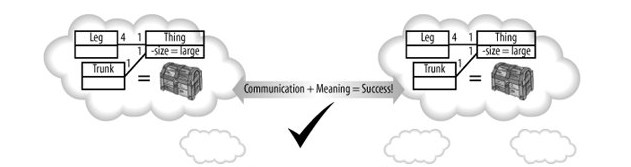 Leg 4 1 Thing
1 -size = large
Trunk 1
=
Communication + Meaning = Success!
Leg 4 1 Thing
1 -size = large
Trunk 1
=